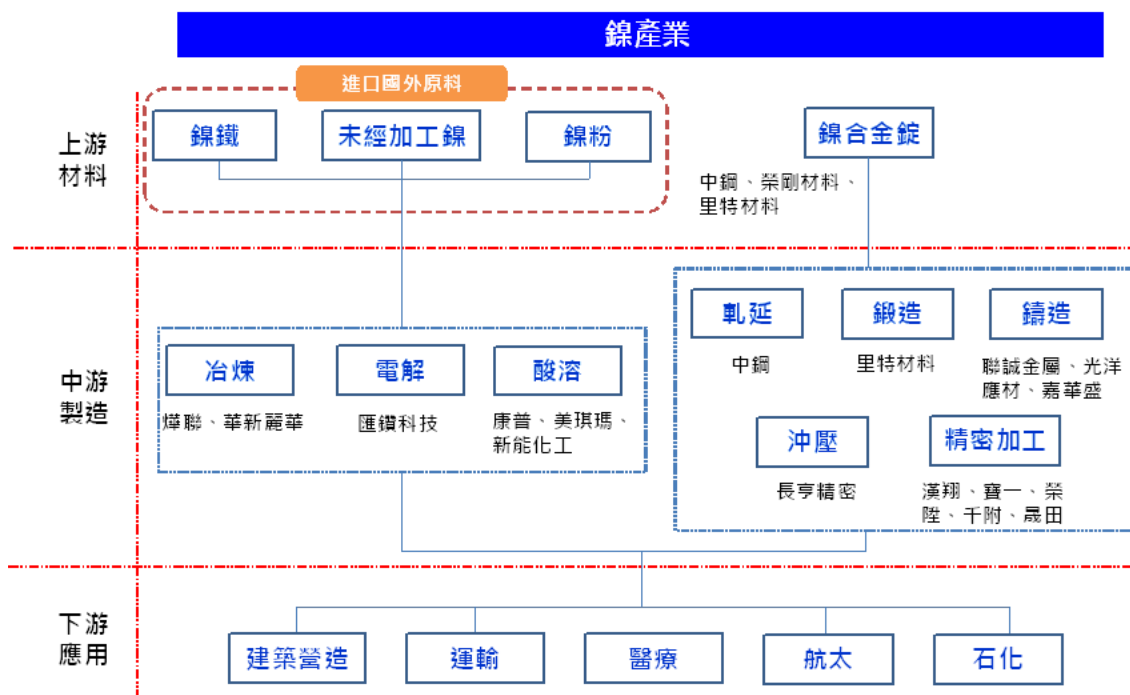 鎳產業
進口國外原料
上游
材料
鎳鐵
未經加工鎳
鎳粉
鎳合金錠
中鋼、榮剛材料、
里特材料
中游
製造
冶煉
燁聯、華新麗華
電解
匯鑽科技
酸溶
康普、美琪瑪、
新能化工
軋延
中鋼
鍛造
里特材料
鑄造
聯誠金屬、光洋
應材、嘉華盛
沖壓
長亨精密
精密加工
漢翔、寶一、榮
陞、千附、晟田
下游
應用
建築營造
運輸
醫療
航太
石化